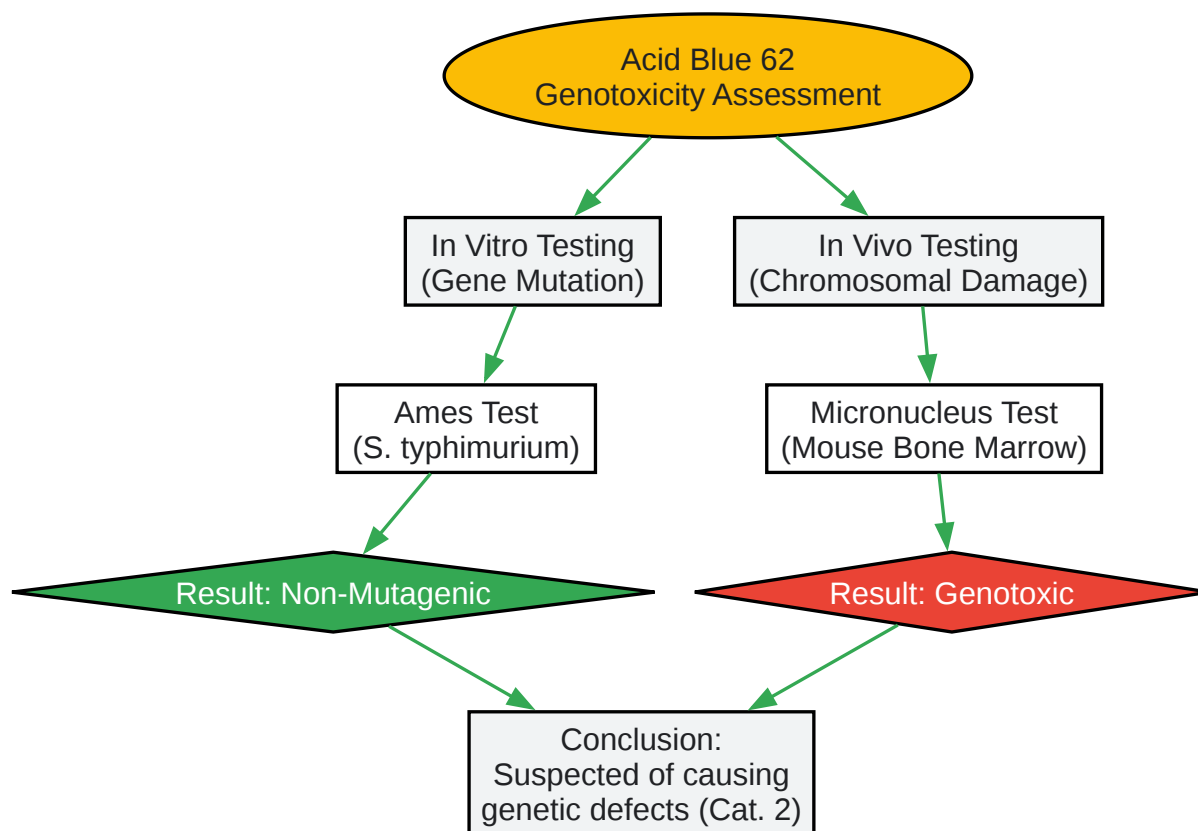 Acid Blue 62
Genotoxicity Assessment
In Vitro Testing
(Gene Mutation)
In Vivo Testing
(Chromosomal Damage)
Ames Test
(S. typhimurium)
Micronucleus Test
(Mouse Bone Marrow)
Result: Non-Mutagenic
Result: Genotoxic
Conclusion:
Suspected of causing
genetic defects (Cat. 2)